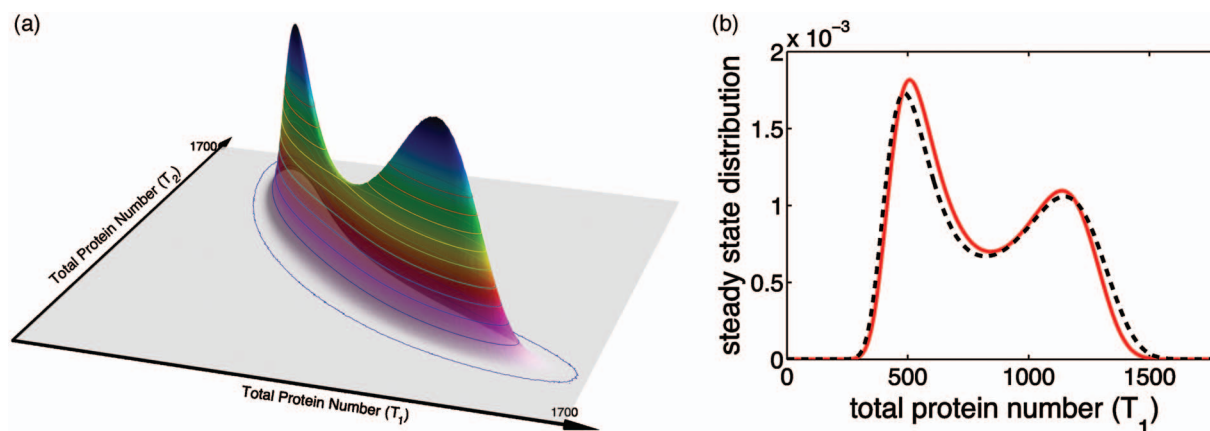 (a)
1700
Total Protein Number (T2)
Total Protein Number (T1)
1700
(b)
× 10^-3
2
1.5
1
0.5
0
steady state distribution
0 500 1000 1500
total protein number (T1)